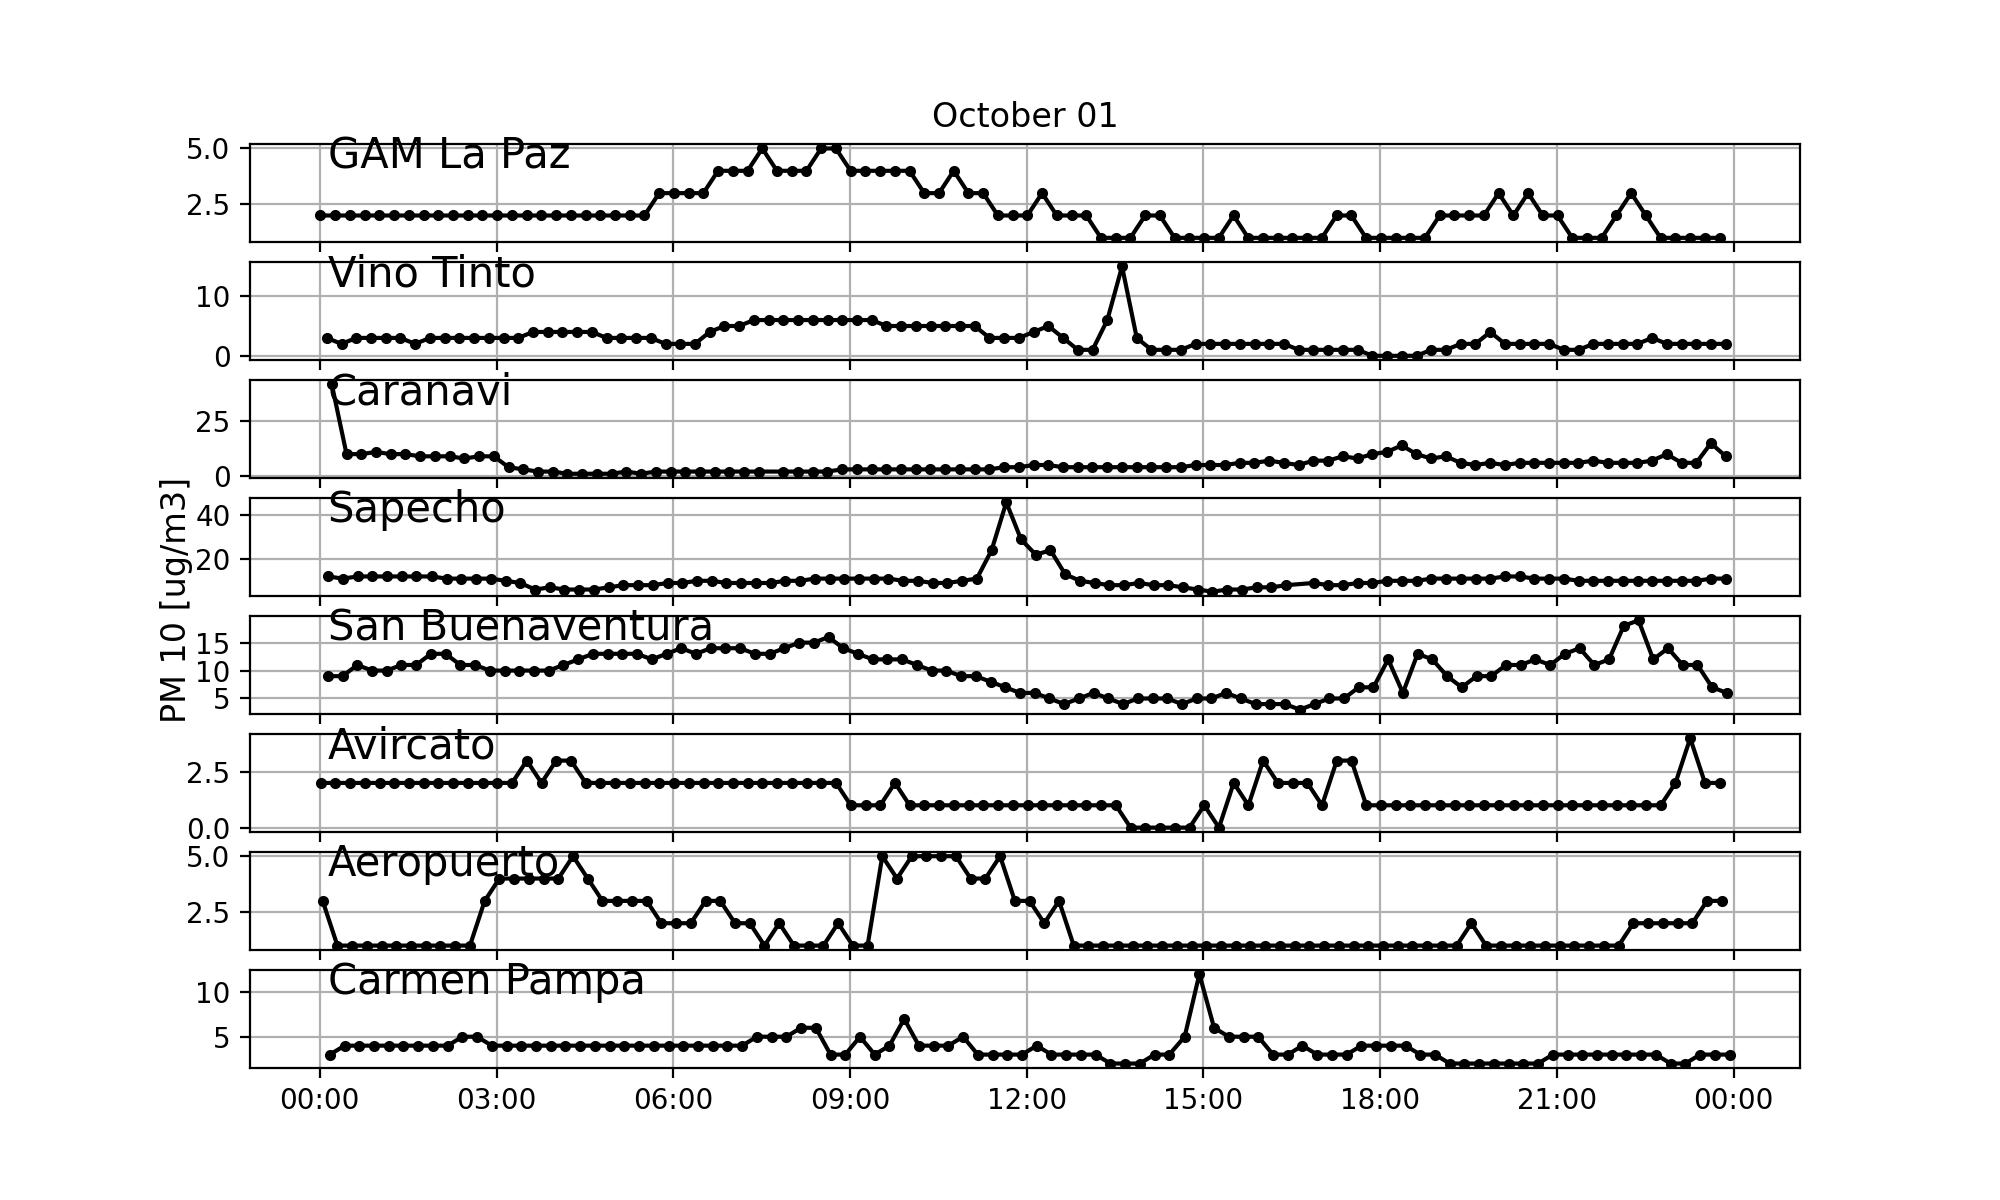 October 01
PM 10 [ug/m3]
GAM La Paz
5.0
2.5
Vino Tinto
10
0
Caranavi
25
0
Sapecho
40
20
San Buenaventura
15
10
5
Avircato
2.5
0.0
Aeropuerto
5.0
2.5
Carmen Pampa
10
5
00:00 03:00 06:00 09:00 12:00 15:00 18:00 21:00 00:00